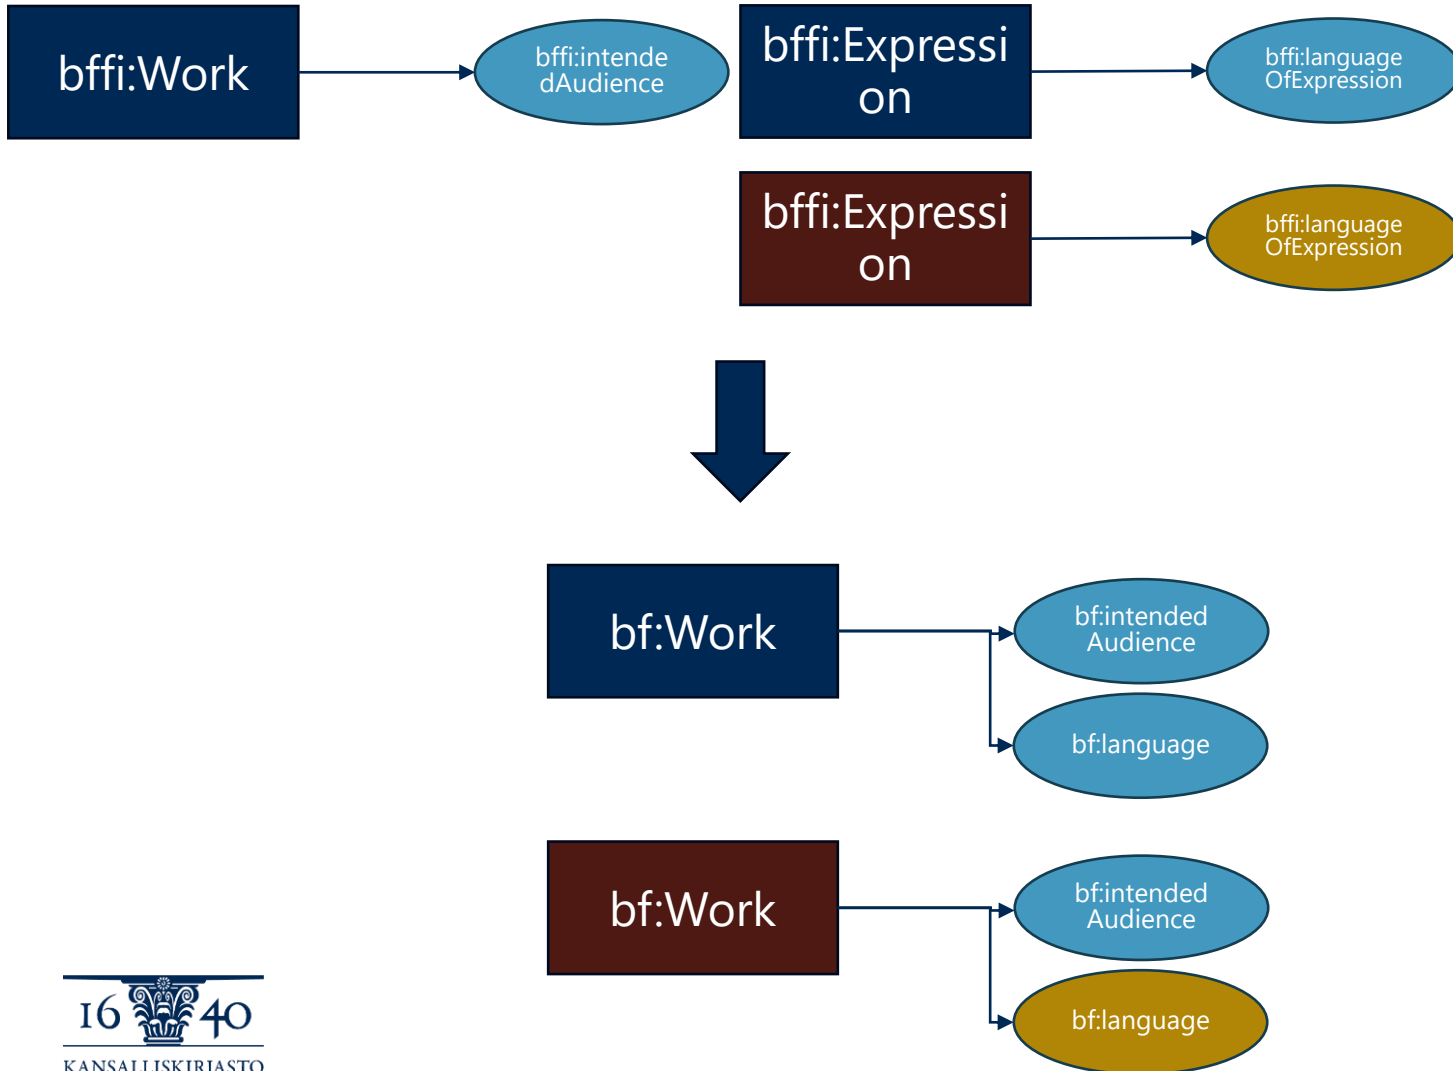 bffi:Work
bffi:intende
dAudience
bffi:Expressi
on
bffi:language
OfExpression
bffi:Expressi
on
bffi:language
OfExpression
bf:Work
bf:intended
Audience
bf:language
bf:Work
bf:intended
Audience
bf:language
16 40
KANSALLISKIRJASTO